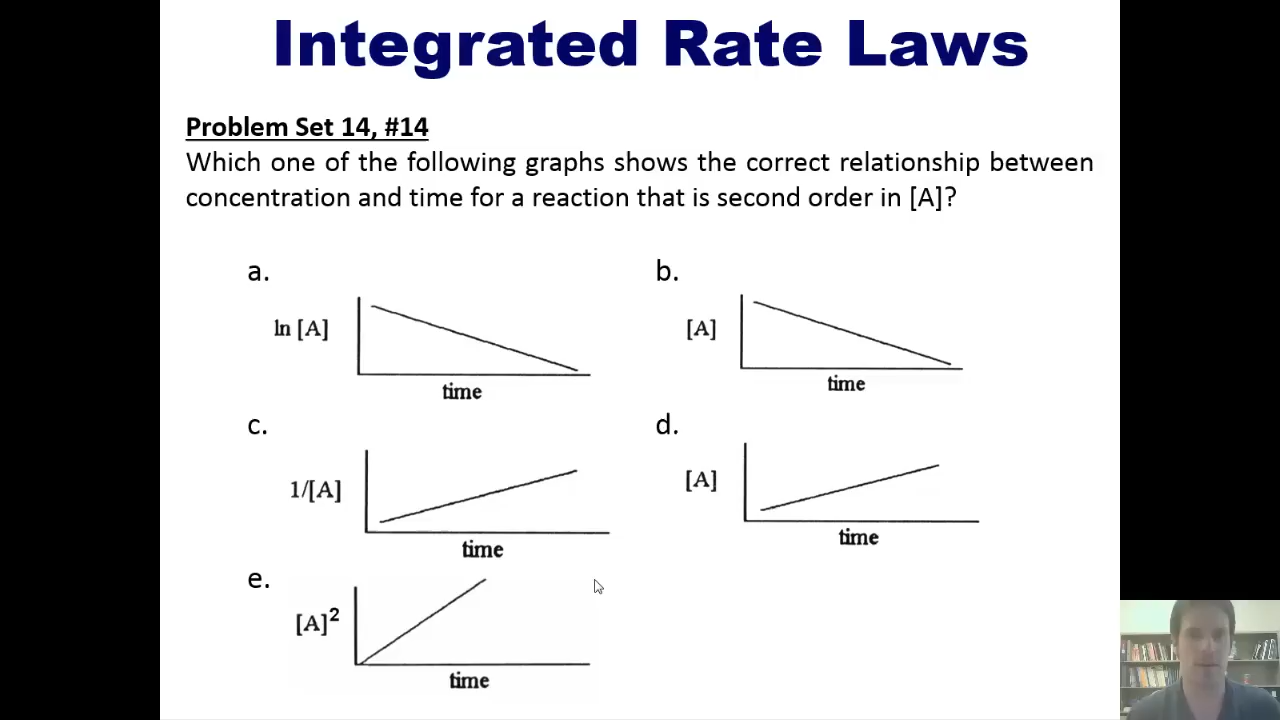 Integrated Rate Laws
Problem Set 14, #14
Which one of the following graphs shows the correct relationship between
concentration and time for a reaction that is second order in [A]?
a.
ln [A]
time
b.
[A]
time
c.
1/[A]
time
d.
[A]
time
e.
[A]²
time